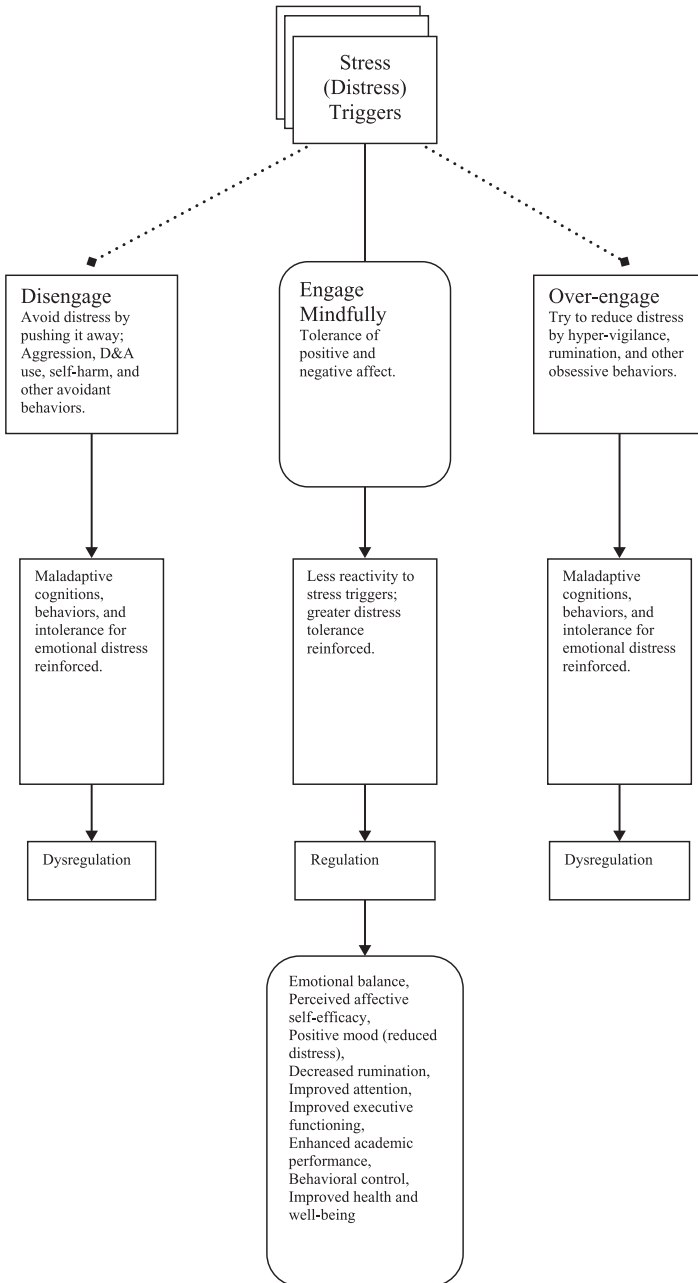 Stress
(Distress)
Triggers
Disengage
Avoid distress by
pushing it away;
Aggression, D&A
use, self-harm, and
other avoidant
behaviors.
Engage
Mindfully
Tolerance of
positive and
negative affect.
Over-engage
Try to reduce distress
by hyper-vigilance,
rumination, and other
obsessive behaviors.
Maladaptive
cognitions,
behaviors, and
intolerance for
emotional distress
reinforced.
Less reactivity to
stress triggers;
greater distress
tolerance
reinforced.
Maladaptive
cognitions,
behaviors, and
intolerance for
emotional distress
reinforced.
Dysregulation
Regulation
Dysregulation
Emotional balance,
Perceived affective
self-efficacy,
Positive mood (reduced
distress),
Decreased rumination,
Improved attention,
Improved executive
functioning,
Enhanced academic
performance,
Behavioral control,
Improved health and
well-being